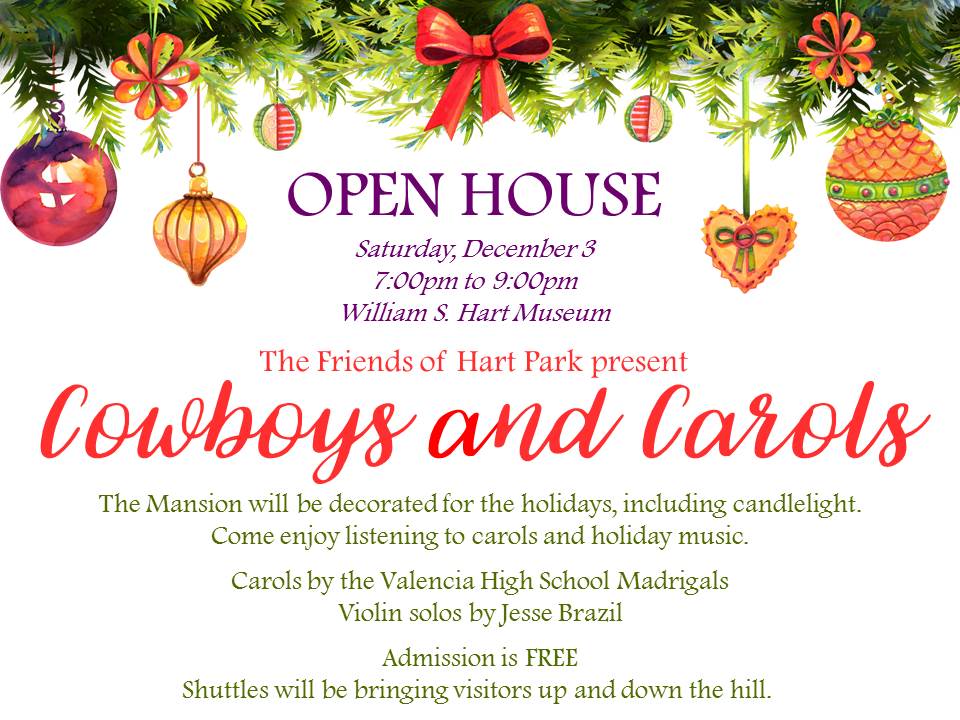 OPEN HOUSE
Saturday, December 3
7:00pm to 9:00pm
William S. Hart Museum
The Friends of Hart Park present
Cowboys and Carols
The Mansion will be decorated for the holidays, including candlelight.
Come enjoy listening to carols and holiday music.
Carols by the Valencia High School Madrigals
Violin solos by Jesse Brazil
Admission is FREE
Shuttles will be bringing visitors up and down the hill.